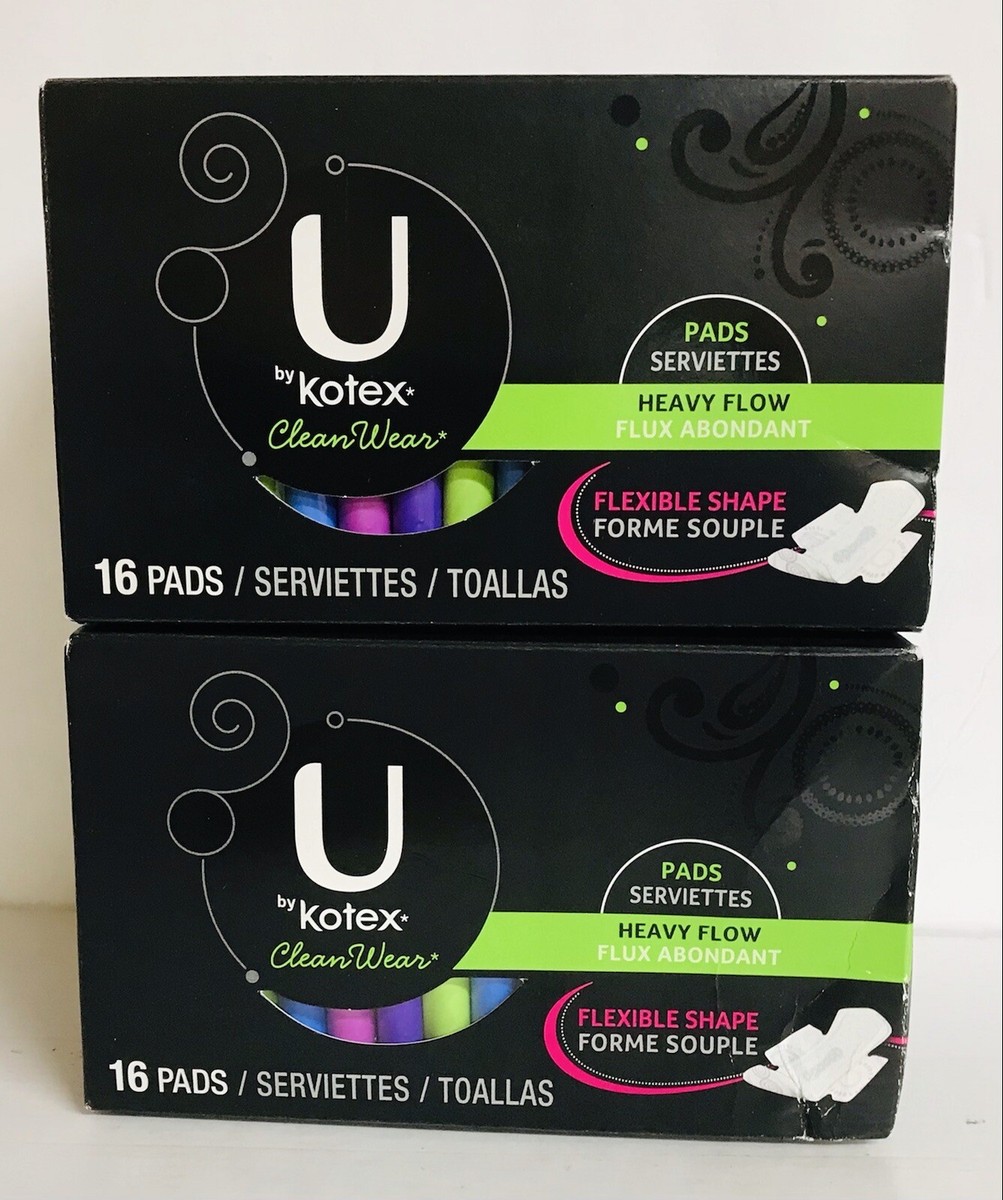 U
by Kotex*
CleanWear*
PADS
SERVIETTES
HEAVY FLOW
FLUX ABONDANT
FLEXIBLE SHAPE
FORME SOUPLE
16 PADS / SERVIETTES / TOALLAS
U
by Kotex*
CleanWear*
PADS
SERVIETTES
HEAVY FLOW
FLUX ABONDANT
FLEXIBLE SHAPE
FORME SOUPLE
16 PADS / SERVIETTES / TOALLAS